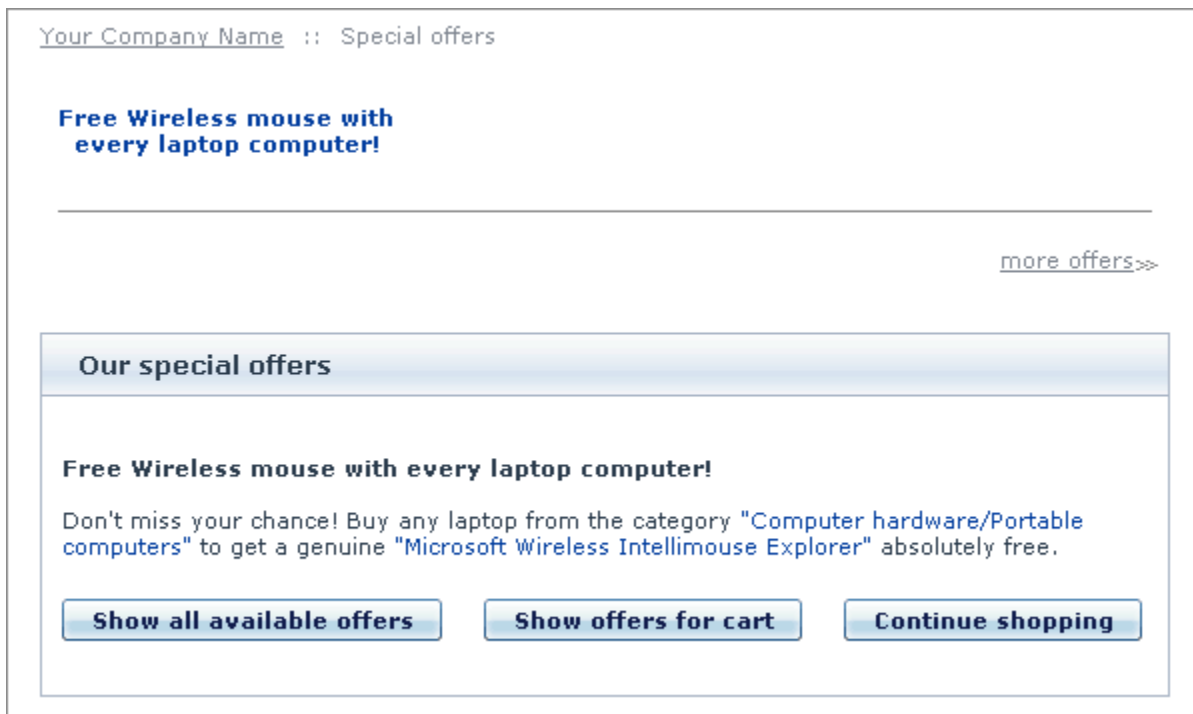 Your Company Name :: Special offers
Free Wireless mouse with
every laptop computer!
more offers>>
Our special offers
Free Wireless mouse with every laptop computer!
Don't miss your chance! Buy any laptop from the category "Computer hardware/Portable
computers" to get a genuine "Microsoft Wireless Intellimouse Explorer" absolutely free.
Show all available offers Show offers for cart Continue shopping